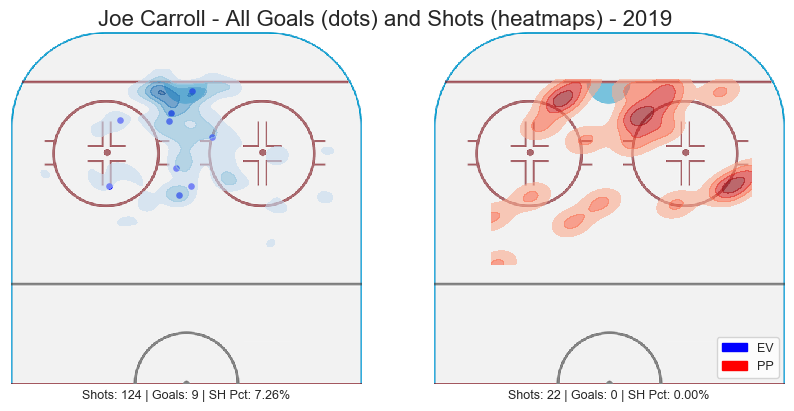 Joe Carroll - All Goals (dots) and Shots (heatmaps) - 2019
EV
PP
Shots: 124 | Goals: 9 | SH Pct: 7.26%
Shots: 22 | Goals: 0 | SH Pct: 0.00%